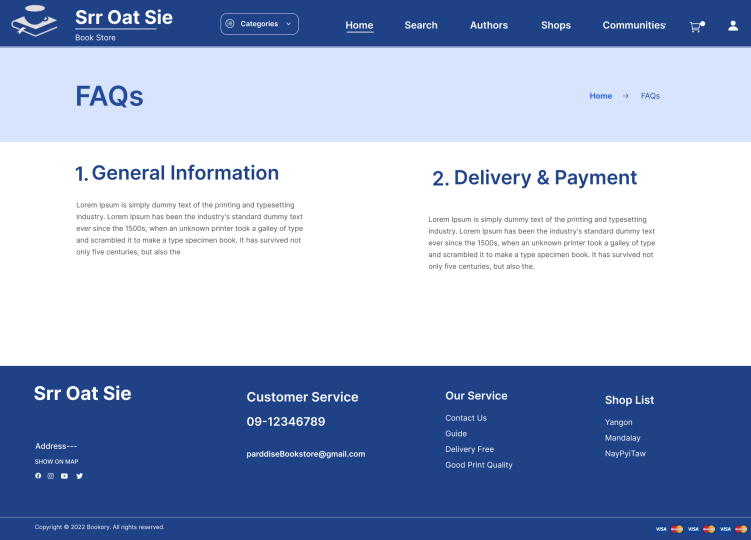 Srr Oat Sie
Book Store
Categories
Home
Search
Authors
Shops
Communities
FAQs
Home → FAQs
1. General Information
Lorem Ipsum is simply dummy text of the printing and typesetting
industry. Lorem Ipsum has been the industry's standard dummy text
ever since the 1500s, when an unknown printer took a galley of type
and scrambled it to make a type specimen book. It has survived not
only five centuries, but also the
2. Delivery & Payment
Lorem Ipsum is simply dummy text of the printing and typesetting
industry. Lorem Ipsum has been the industry's standard dummy text
ever since the 1500s, when an unknown printer took a galley of type
and scrambled it to make a type specimen book. It has survived not
only five centuries, but also the.
Srr Oat Sie
Address---
SHOW ON MAP
Customer Service
09-12346789
parddiseBookstore@gmail.com
Our Service
Contact Us
Guide
Delivery Free
Good Print Quality
Shop List
Yangon
Mandalay
NayPyiTaw
Copyright © 2022 Bookory. All rights reserved.
VISA VISA VISA